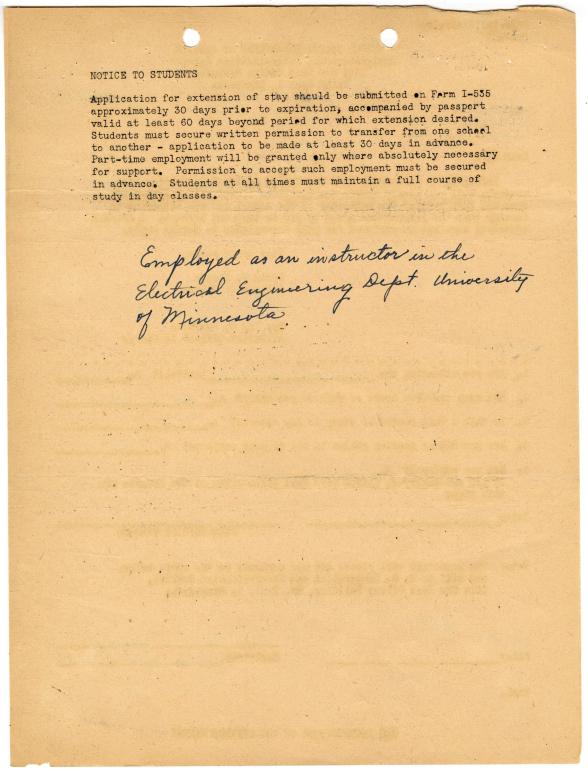 NOTICE TO STUDENTS
Application for extension of stay should be submitted on Form I-535
approximately 30 days prior to expiration, accompanied by passport
valid at least 60 days beyond period for which extension desired.
Students must secure written permission to transfer from one school
to another - application to be made at least 30 days in advance.
Part-time employment will be granted only where absolutely necessary
for support.  Permission to accept such employment must be secured
in advance.  Students at all times must maintain a full course of
study in day classes.
Employed as an instructor in the
Electrical Engineering Dept. University
of Minnesota